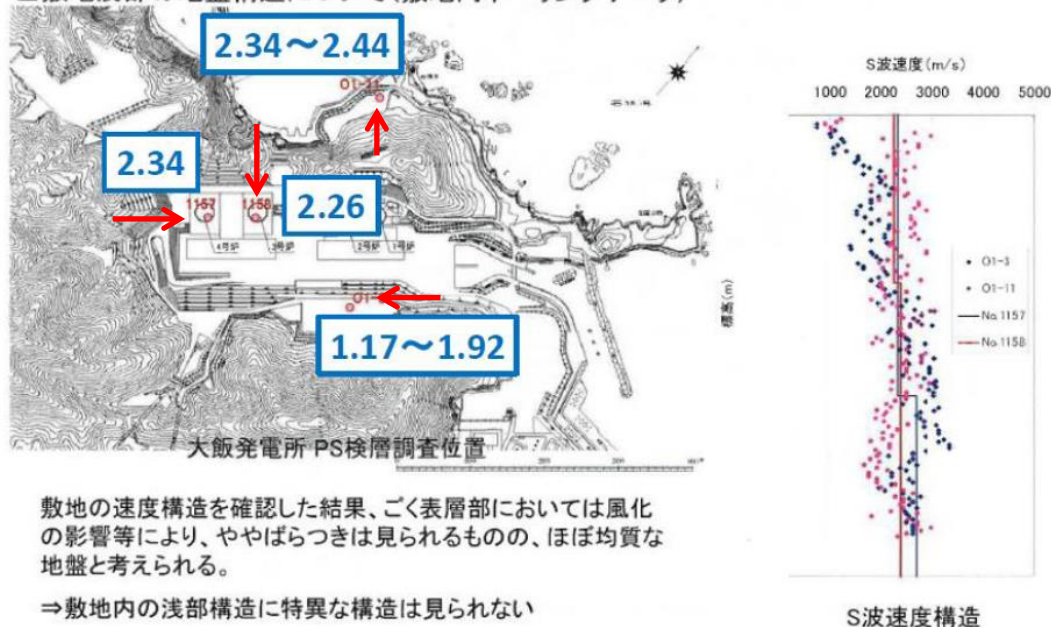 2.34～2.44
O1-11
2.34
1157
1158
2.26
4号炉
3号炉
2号炉
1号炉
O1-
1.17～1.92
大飯発電所 PS検層調査位置
敷地の速度構造を確認した結果、ごく表層部においては風化
の影響等により、ややばらつきは見られるものの、ほぼ均質な
地盤と考えられる。
⇒敷地内の浅部構造に特異な構造は見られない
S波速度(m/s)
1000 2000 3000 5000
標高(m)
O1-3
O1-11
No.1157
No.1158
S波速度構造